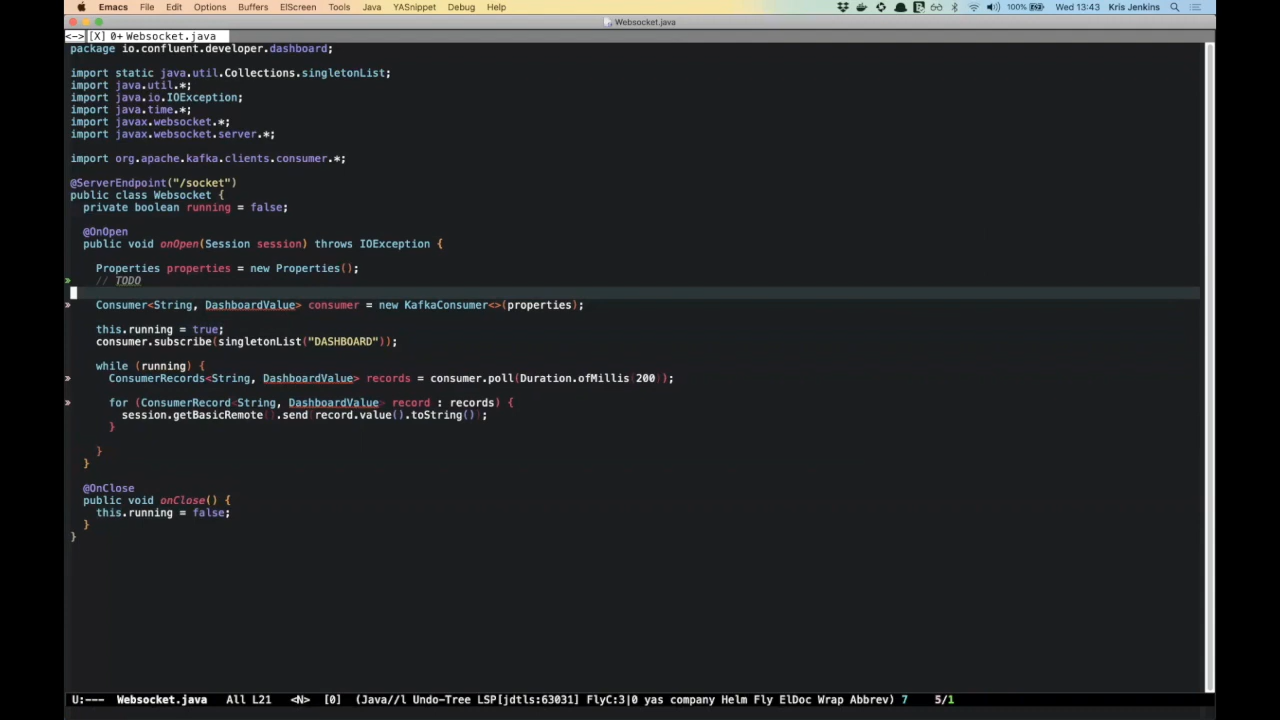 Emacs File Edit Options Buffers ElScreen Tools Java YASnippet Debug Help 100% Wed 13:43 Kris Jenkins
Websocket.java
<-> [X] 0+ Websocket.java
package io.confluent.developer.dashboard;
import static java.util.Collections.singletonList;
import java.util.*;
import java.io.IOException;
import java.time.*;
import javax.websocket.*;
import javax.websocket.server.*;
import org.apache.kafka.clients.consumer.*;
@ServerEndpoint("/socket")
public class Websocket {
private boolean running = false;
@OnOpen
public void onOpen(Session session) throws IOException {
Properties properties = new Properties();
» // TODO
» Consumer<String, DashboardValue> consumer = new KafkaConsumer<>(properties);
this.running = true;
consumer.subscribe(singletonList("DASHBOARD"));
while (running) {
» ConsumerRecords<String, DashboardValue> records = consumer.poll(Duration.ofMillis(200));
» for (ConsumerRecord<String, DashboardValue> record : records) {
session.getBasicRemote().send(record.value().toString());
}
}
}
@OnClose
public void onClose() {
this.running = false;
}
}
U:--- Websocket.java All L21 <N> [0] (Java//l Undo-Tree LSP[jdtls:63031] FlyC:3|0 yas company Helm Fly ElDoc Wrap Abbrev) 7 5/1